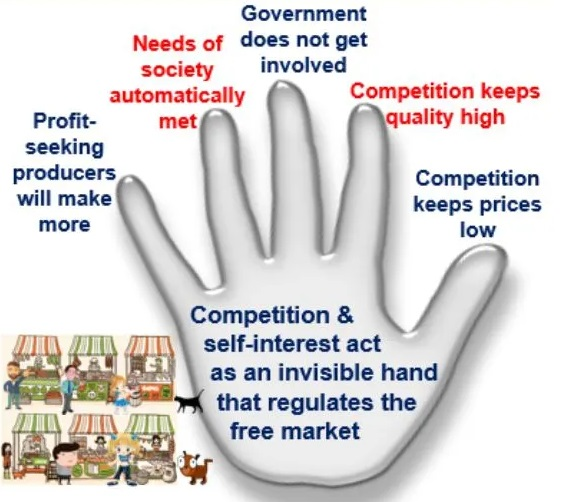 Profit-
seeking
producers
will make
more
Needs of
society
automatically
met
Government
does not get
involved
Competition keeps
quality high
Competition
keeps prices
low
Competition &
self-interest act
as an invisible hand
that regulates the
free market